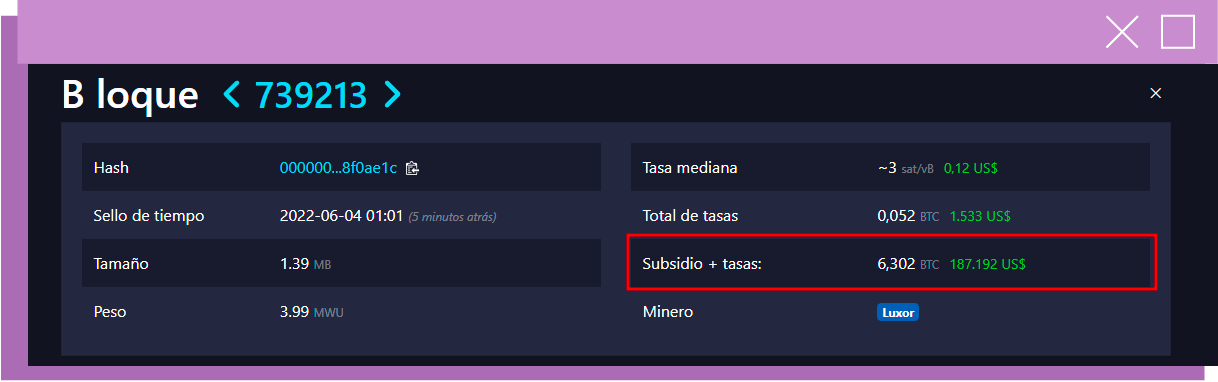 B loque < 739213 >
Hash 000000...8f0ae1c
Sello de tiempo 2022-06-04 01:01 (5 minutos atrás)
Tamaño 1.39 MB
Peso 3.99 MWU
Tasa mediana ~3 sat/vB 0,12 US$
Total de tasas 0,052 BTC 1.533 US$
Subsidio + tasas: 6,302 BTC 187.192 US$
Minero Luxor